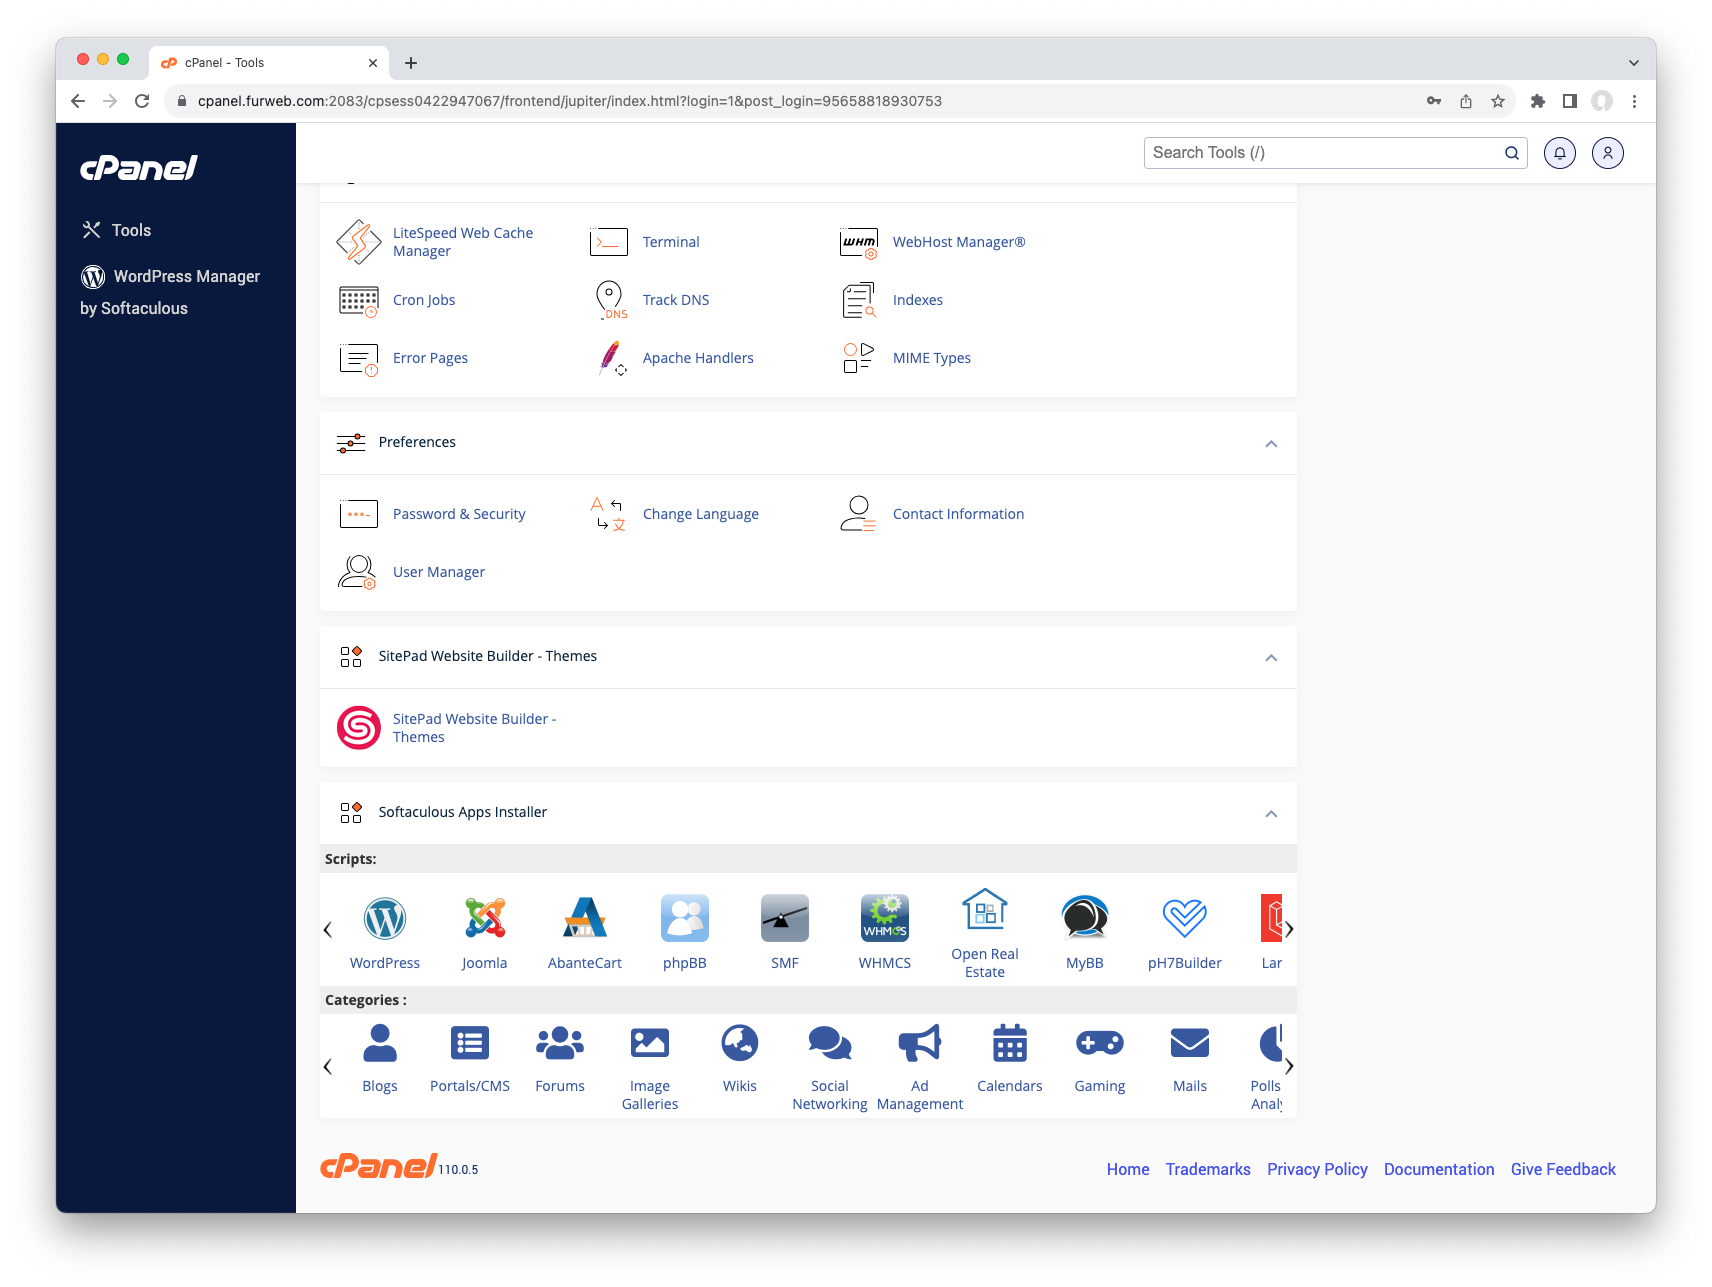 cPanel - Tools
cpanel.furweb.com:2083/cpsess0422947067/frontend/jupiter/index.html?login=1&post_login=95658818930753
cPanel
Search Tools (/)
Tools
WordPress Manager
by Softaculous
LiteSpeed Web Cache
Manager
Terminal
WHM
WebHost Manager®
Cron Jobs
DNS
Track DNS
Indexes
Error Pages
Apache Handlers
MIME Types
Preferences
Password & Security
A
文
Change Language
Contact Information
User Manager
SitePad Website Builder - Themes
SitePad Website Builder -
Themes
Softaculous Apps Installer
Scripts:
WHMCS
WordPress
Joomla
AbanteCart
phpBB
SMF
WHMCS
Open Real
Estate
MyBB
pH7Builder
Lar
Categories :
Blogs
Portals/CMS
Forums
Image
Galleries
Wikis
Social
Networking
Ad
Management
Calendars
Gaming
Mails
Polls
Analy
cPanel 110.0.5
Home Trademarks Privacy Policy Documentation Give Feedback